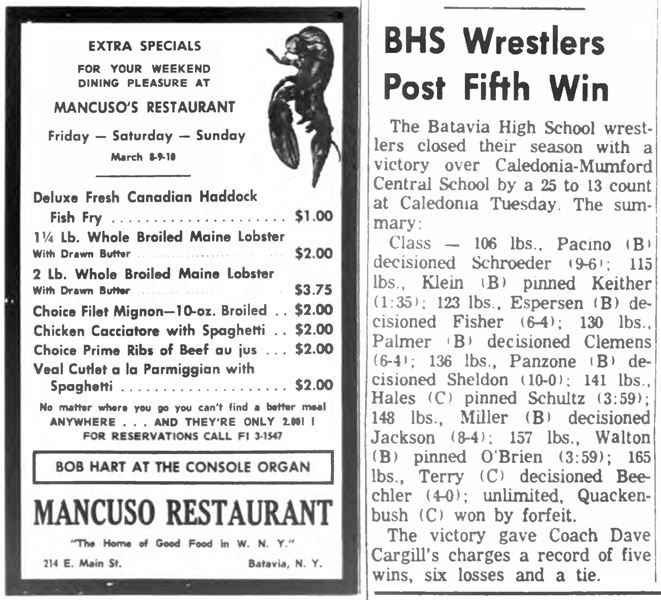 EXTRA SPECIALS
FOR YOUR WEEKEND
DINING PLEASURE AT
MANCUSO'S RESTAURANT
Friday — Saturday — Sunday
March 8-9-10
Deluxe Fresh Canadian Haddock
Fish Fry . . . . . . . . . . . . . . . . . . . . . . $1.00
1¼ Lb. Whole Broiled Maine Lobster
With Drawn Butter ........................ $2.00
2 Lb. Whole Broiled Maine Lobster
With Drawn Butter ........................ $3.75
Choice Filet Mignon—10-oz. Broiled . . $2.00
Chicken Cacciatore with Spaghetti . . $2.00
Choice Prime Ribs of Beef au jus . . . $2.00
Veal Cutlet a la Parmiggian with
Spaghetti . . . . . . . . . . . . . . . . . . . . $2.00
No matter where you go you can't find a better meal
ANYWHERE . . . AND THEY'RE ONLY 2.00! !
FOR RESERVATIONS CALL FI 3-1547
BOB HART AT THE CONSOLE ORGAN
MANCUSO RESTAURANT
"The Home of Good Food in W. N. Y."
214 E. Main St. Batavia, N. Y.
BHS Wrestlers
Post Fifth Win
The Batavia High School wrest-
lers closed their season with a
victory over Caledonia-Mumford
Central School by a 25 to 13 count
at Caledonia Tuesday. The sum-
mary:
Class — 106 lbs., Pacino (B)
decisioned Schroeder (9-6); 115
lbs., Klein (B) pinned Keither
(1:35); 123 lbs., Espersen (B) de-
cisioned Fisher (6-4); 130 lbs.,
Palmer (B) decisioned Clemens
(6-4); 136 lbs., Panzone (B) de-
cisioned Sheldon (10-0); 141 lbs.,
Hales (C) pinned Schultz (3:59);
148 lbs., Miller (B) decisioned
Jackson (8-4); 157 lbs., Walton
(B) pinned O'Brien (3:59); 165
lbs., Terry (C) decisioned Bee-
chler (4-0); unlimited, Quacken-
bush (C) won by forfeit.
The victory gave Coach Dave
Cargill's charges a record of five
wins, six losses and a tie.